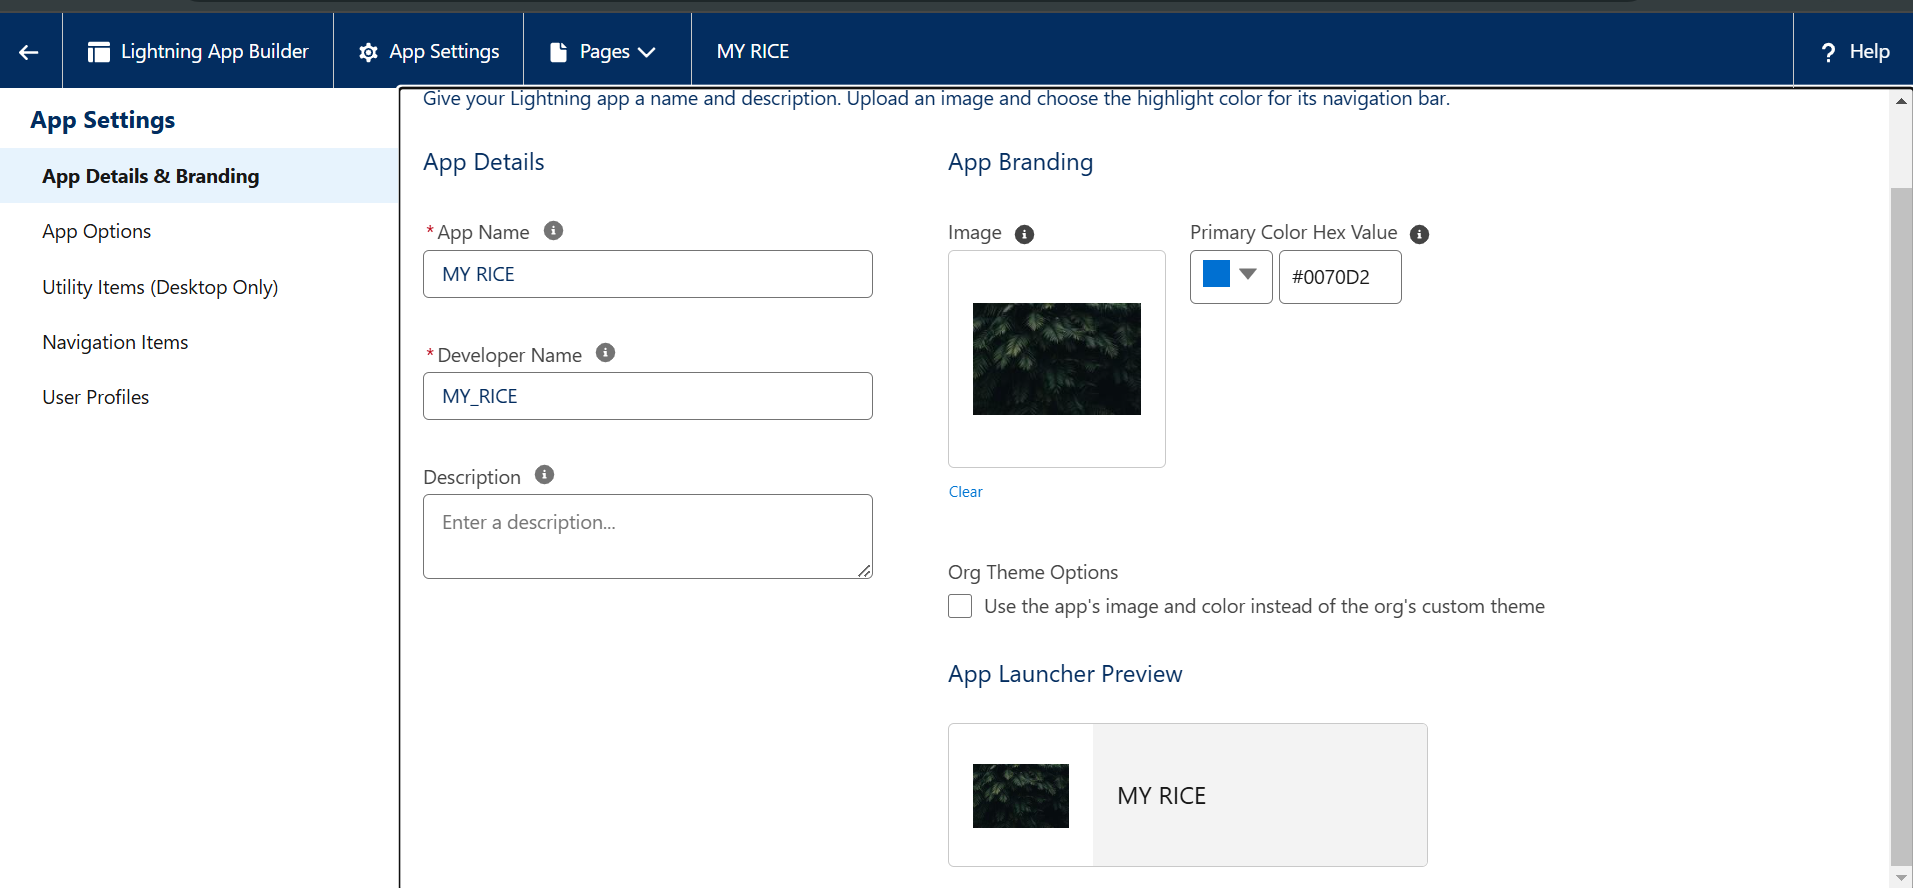 Lightning App Builder
App Settings
Pages
MY RICE
? Help
App Settings
App Details & Branding
App Options
Utility Items (Desktop Only)
Navigation Items
User Profiles
Give your Lightning app a name and description. Upload an image and choose the highlight color for its navigation bar.
App Details
*App Name
MY RICE
*Developer Name
MY_RICE
Description
Enter a description...
App Branding
Image
Primary Color Hex Value
#0070D2
Clear
Org Theme Options
Use the app's image and color instead of the org's custom theme
App Launcher Preview
MY RICE